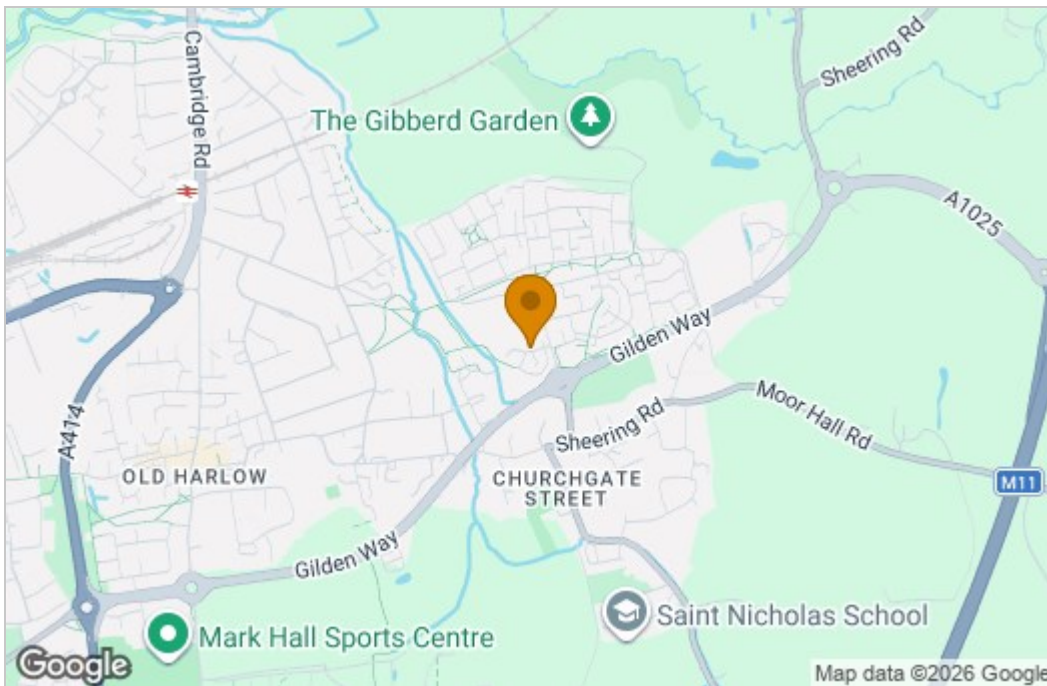 Cambridge Rd
Sheering Rd
The Gibberd Garden
A1025
Gilden Way
A414
Moor Hall Rd
Sheering Rd
OLD HARLOW
CHURCHGATE
STREET
M11
Gilden Way
Saint Nicholas School
Mark Hall Sports Centre
Google
Map data ©2026 Google